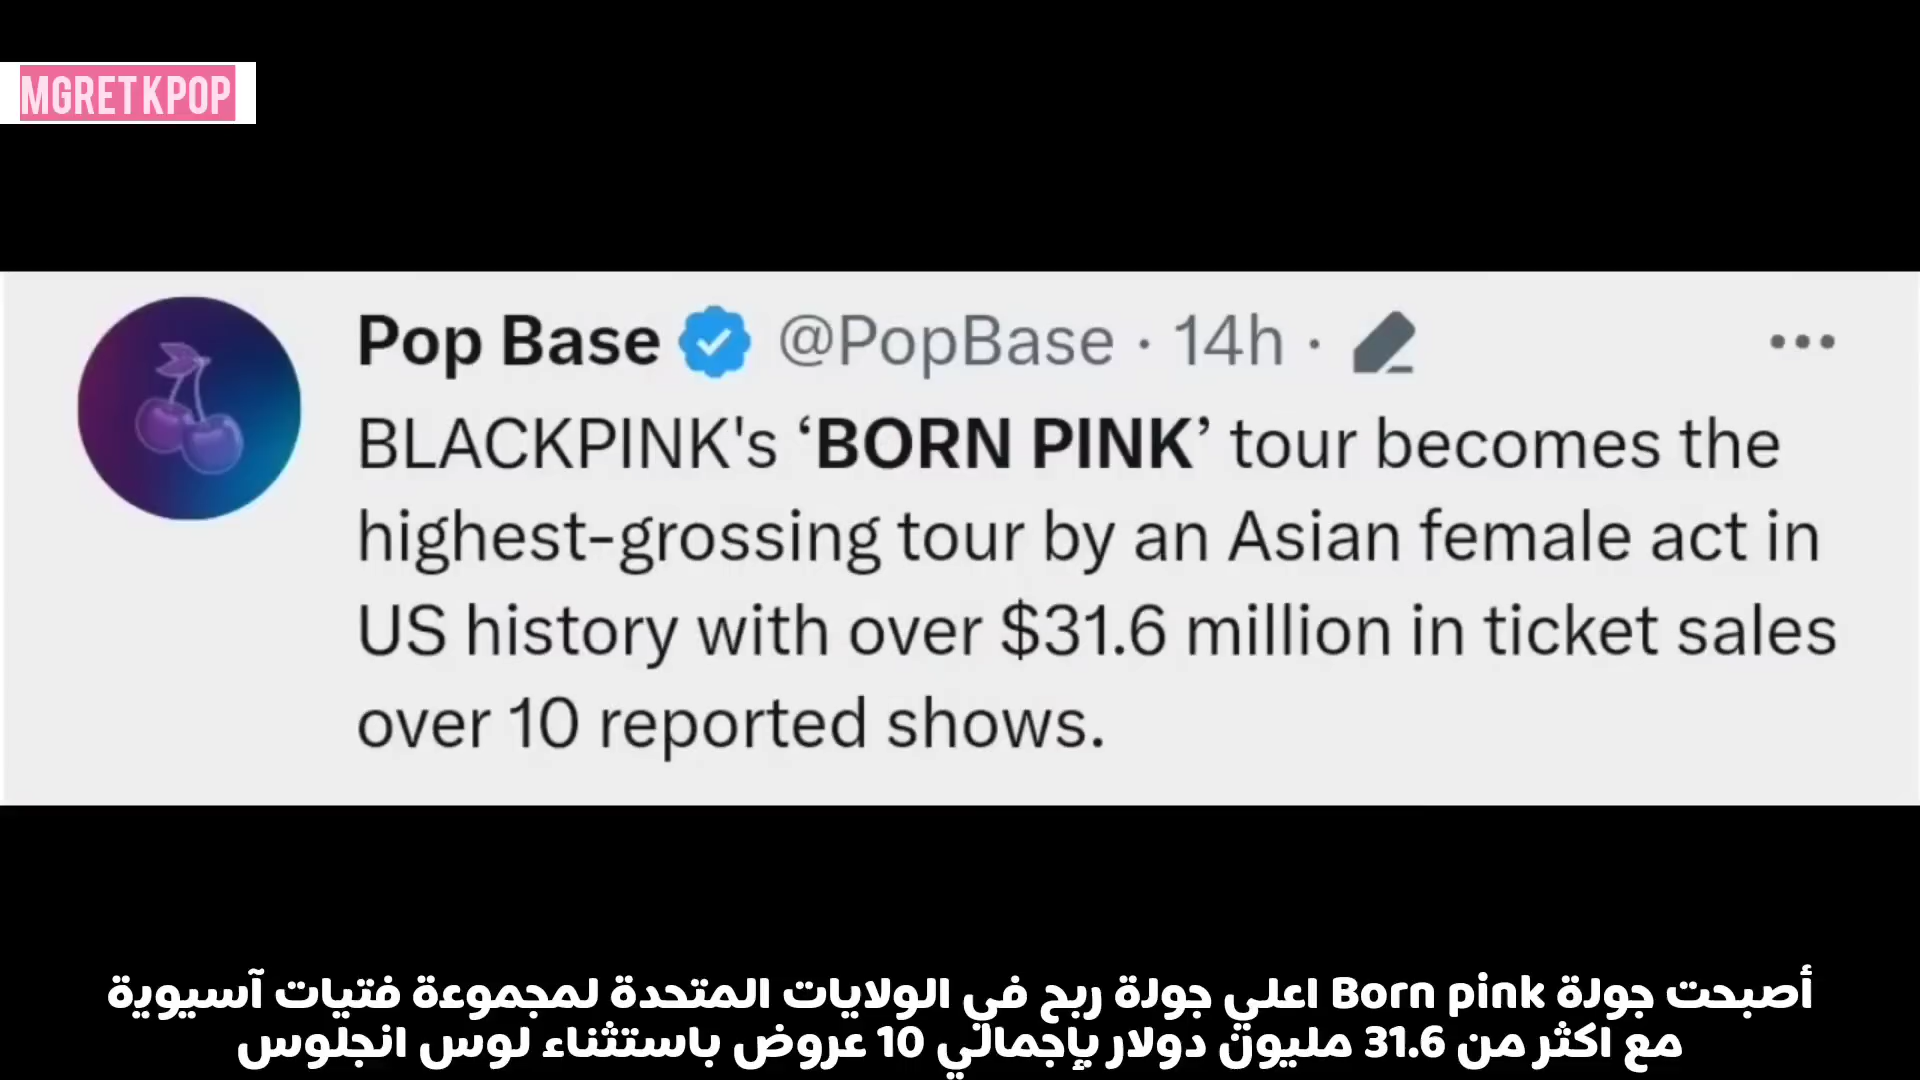 MGRETKPOP
Pop Base @PopBase · 14h ·
BLACKPINK's ‘BORN PINK’ tour becomes the
highest-grossing tour by an Asian female act in
US history with over $31.6 million in ticket sales
over 10 reported shows.
أصبحت جولة Born pink اعلي جولة ربح في الولايات المتحدة لمجموعة فتيات آسيوية
مع اكثر من 31.6 مليون دولار بإجمالي 10 عروض باستثناء لوس انجلوس